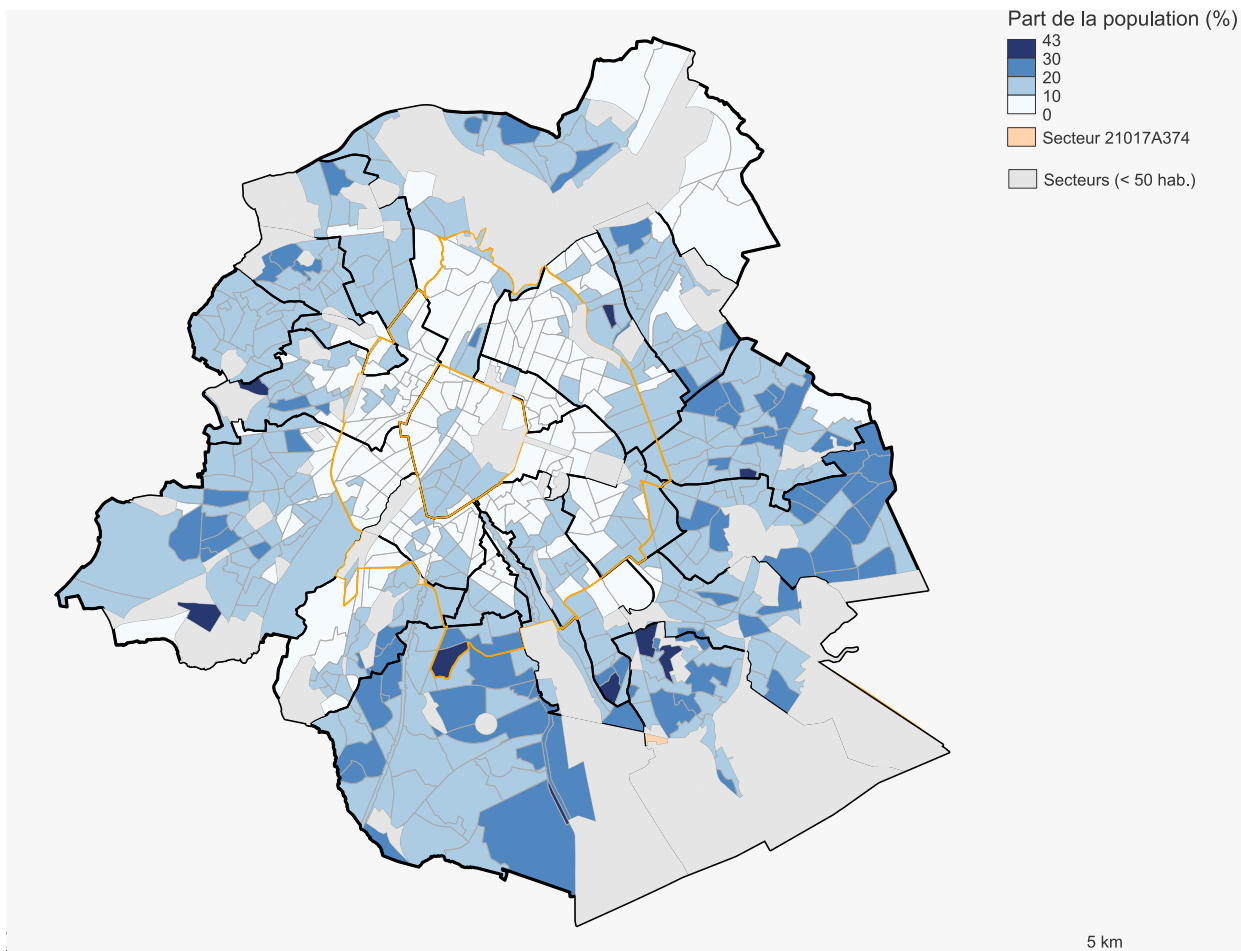 Part de la population (%)
43
30
20
10
0
Secteur 21017A374
Secteurs (< 50 hab.)
5 km